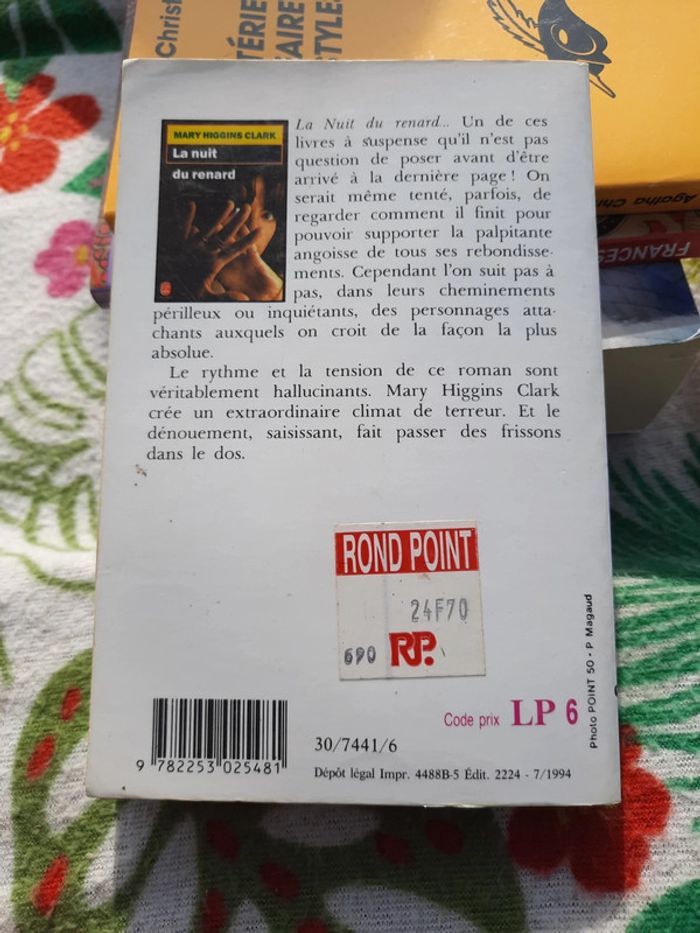 Christ
TÉRIE
AIRE
STYLES
Agatha Chri
FRANCES
MARY HIGGINS CLARK
La nuit
du renard
La Nuit du renard... Un de ces
livres à suspense qu'il n'est pas
question de poser avant d'être
arrivé à la dernière page ! On
serait même tenté, parfois, de
regarder comment il finit pour
pouvoir supporter la palpitante
angoisse de tous ses rebondisse-
ments. Cependant l'on suit pas à
pas, dans leurs cheminements
périlleux ou inquiétants, des personnages atta-
chants auxquels on croit de la façon la plus
absolue.
Le rythme et la tension de ce roman sont
véritablement hallucinants. Mary Higgins Clark
crée un extraordinaire climat de terreur. Et le
dénouement, saisissant, fait passer des frissons
dans le dos.
ROND POINT
24F70
690 RP.
Photo POINT 50 • P Magaud
Code prix LP 6
9 782253 025481
30/7441/6
Dépôt légal Impr. 4488B-5 Édit. 2224 - 7/1994